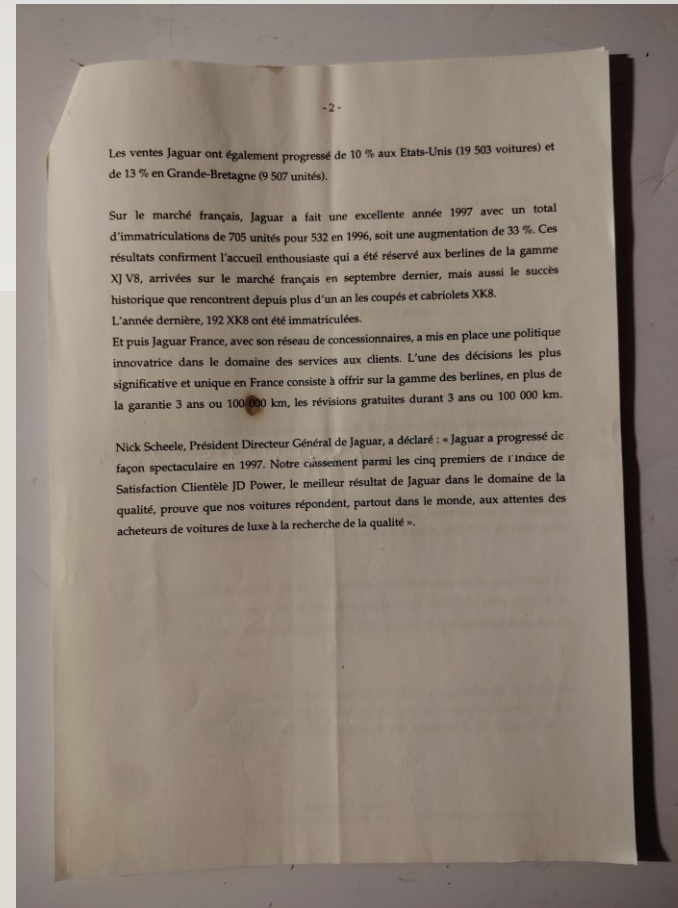 - 2 -
Les ventes Jaguar ont également progressé de 10 % aux Etats-Unis (19 503 voitures) et
de 13 % en Grande-Bretagne (9 507 unités).
Sur le marché français, Jaguar a fait une excellente année 1997 avec un total
d'immatriculations de 705 unités pour 532 en 1996, soit une augmentation de 33 %. Ces
résultats confirment l'accueil enthousiaste qui a été réservé aux berlines de la gamme
XJ V8, arrivées sur le marché français en septembre dernier, mais aussi le succès
historique que rencontrent depuis plus d'un an les coupés et cabriolets XK8.
L'année dernière, 192 XK8 ont été immatriculées.
Et puis Jaguar France, avec son réseau de concessionnaires, a mis en place une politique
innovatrice dans le domaine des services aux clients. L'une des décisions les plus
significative et unique en France consiste à offrir sur la gamme des berlines, en plus de
la garantie 3 ans ou 100 000 km, les révisions gratuites durant 3 ans ou 100 000 km.
Nick Scheele, Président Directeur Général de Jaguar, a déclaré : « Jaguar a progressé de
façon spectaculaire en 1997. Notre classement parmi les cinq premiers de l'Indice de
Satisfaction Clientèle JD Power, le meilleur résultat de Jaguar dans le domaine de la
qualité, prouve que nos voitures répondent, partout dans le monde, aux attentes des
acheteurs de voitures de luxe à la recherche de la qualité ».